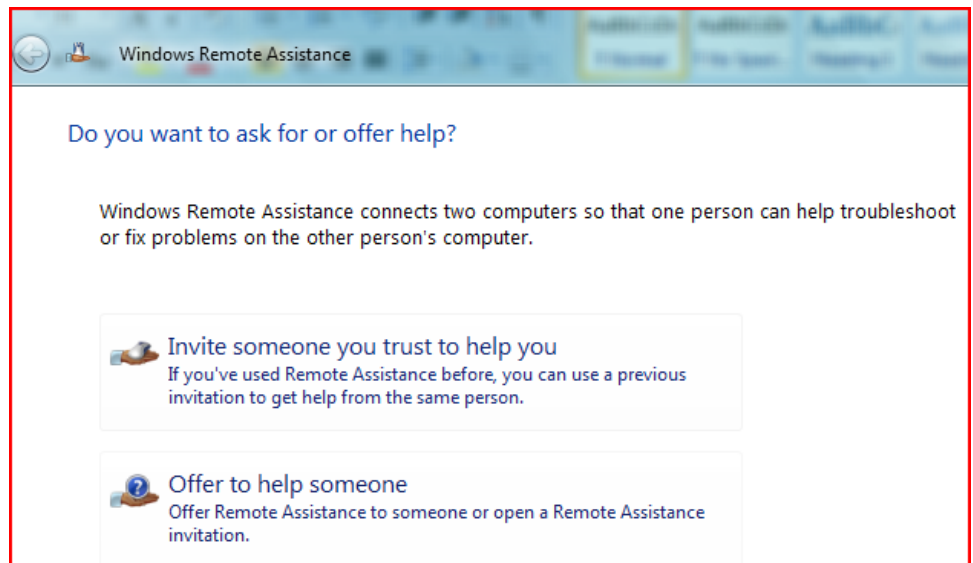 Windows Remote Assistance
Do you want to ask for or offer help?
Windows Remote Assistance connects two computers so that one person can help troubleshoot
or fix problems on the other person's computer.
Invite someone you trust to help you
If you've used Remote Assistance before, you can use a previous
invitation to get help from the same person.
Offer to help someone
Offer Remote Assistance to someone or open a Remote Assistance
invitation.